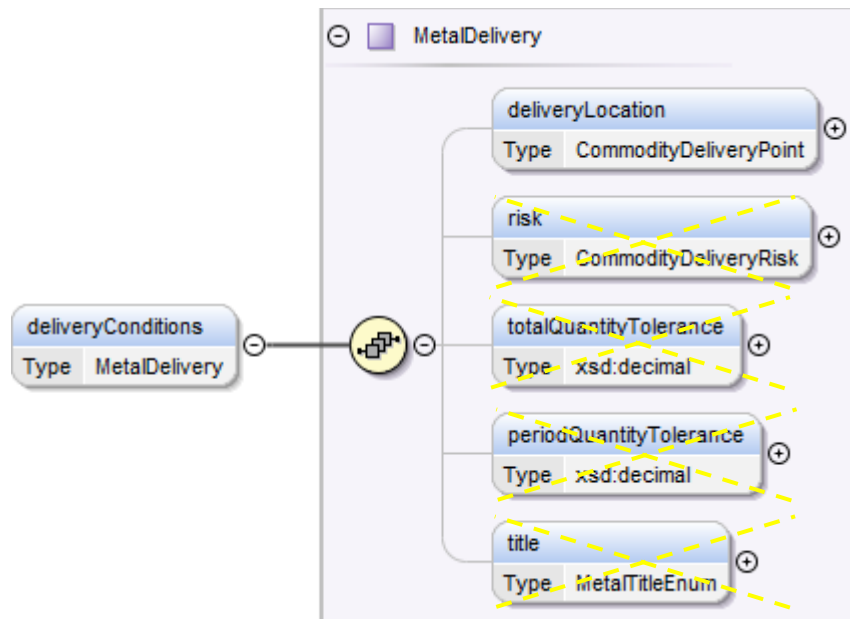 MetalDelivery
deliveryLocation
Type CommodityDeliveryPoint
risk
Type CommodityDeliveryRisk
deliveryConditions
Type MetalDelivery
totalQuantityTolerance
Type xsd:decimal
periodQuantityTolerance
Type xsd:decimal
title
Type MetalTitleEnum